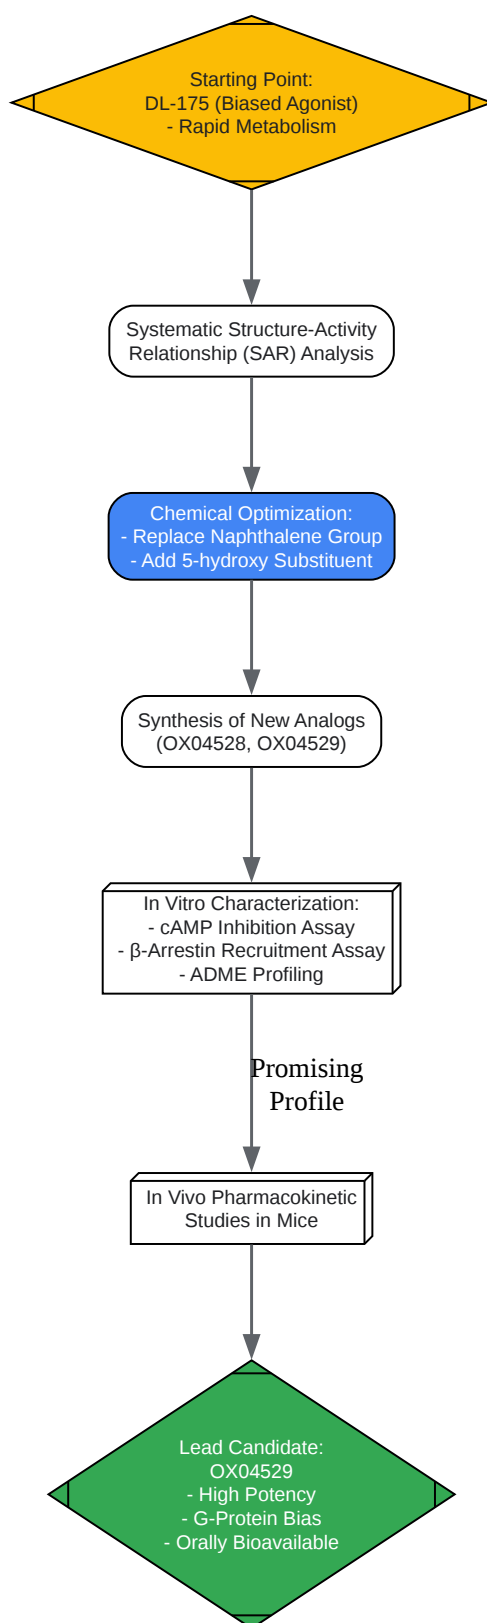 Starting Point:
DL-175 (Biased Agonist)
- Rapid Metabolism
Systematic Structure-Activity
Relationship (SAR) Analysis
Chemical Optimization:
- Replace Naphthalene Group
- Add 5-hydroxy Substituent
Synthesis of New Analogs
(OX04528, OX04529)
In Vitro Characterization:
- cAMP Inhibition Assay
- β-Arrestin Recruitment Assay
- ADME Profiling
Promising
Profile
In Vivo Pharmacokinetic
Studies in Mice
Lead Candidate:
OX04529
- High Potency
- G-Protein Bias
- Orally Bioavailable